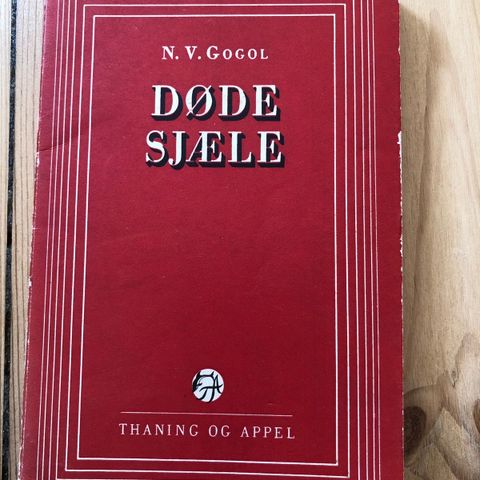 N. V. GOGOL
DØDE
SJÆLE
THANING OG APPEL